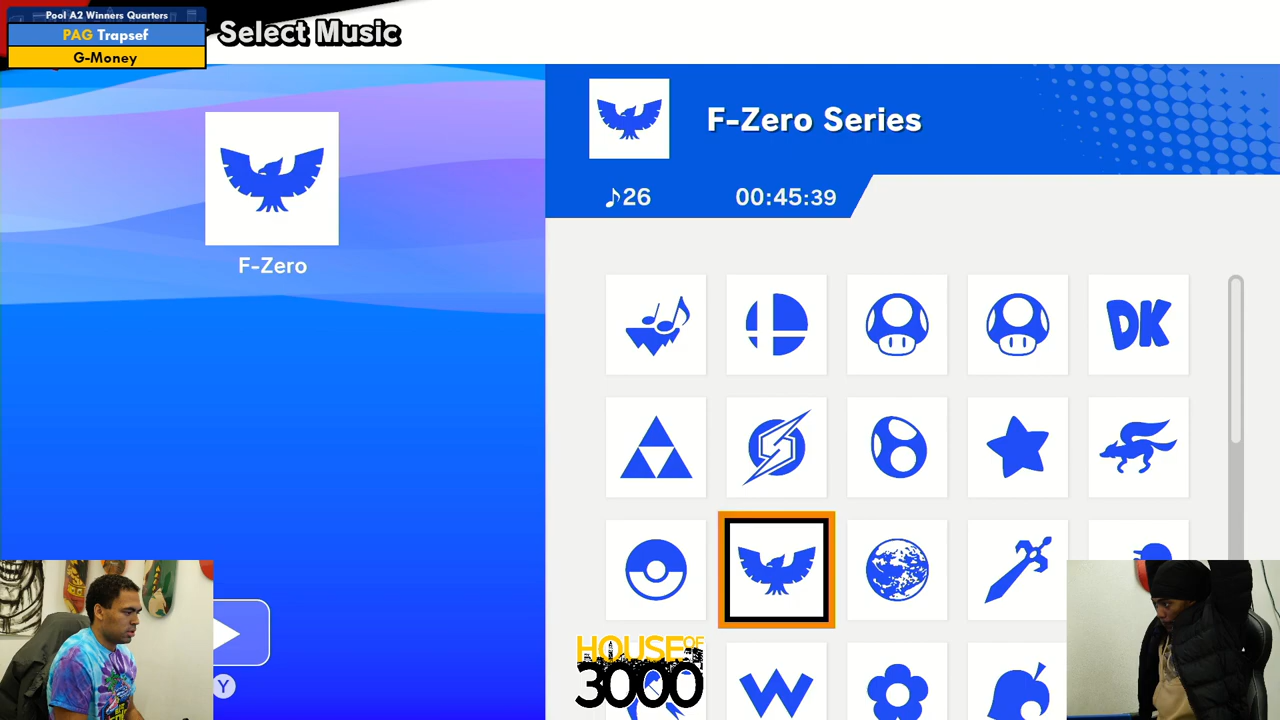 Pool A2 Winners Quarters
PAG Trapsef
G-Money
Select Music
F-Zero Series
♪26 00:45:39
F-Zero
DK
Y
HOUSE OF
3000
W